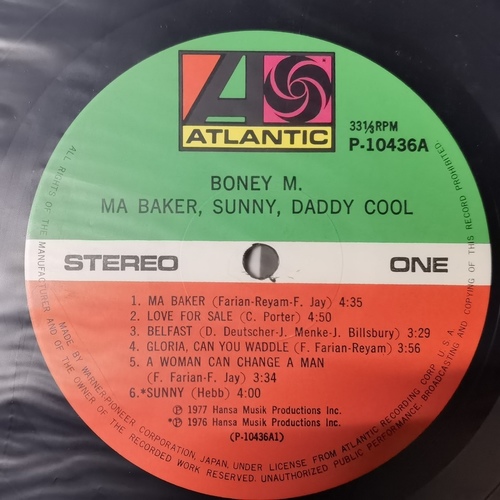 ATLANTIC
33⅓RPM
P-10436A
BONEY M.
MA BAKER, SUNNY, DADDY COOL
STEREO
ONE
1. MA BAKER (Farian-Reyam-F. Jay) 4:35
2. LOVE FOR SALE (C. Porter) 4:50
3. BELFAST (D. Deutscher-J. Menke-J. Billsbury) 3:29
4. GLORIA, CAN YOU WADDLE (F. Farian-Reyam) 3:56
5. A WOMAN CAN CHANGE A MAN
(F. Farian-F. Jay) 3:34
6.*SUNNY (Hebb) 4:00
Ⓟ 1977 Hansa Musik Productions Inc.
*Ⓟ 1976 Hansa Musik Productions Inc.
(P-10436A1)
ALL RIGHTS OF THE MANUFACTURER AND OF THE OWNER OF THE RECORDED WORK RESERVED. UNAUTHORIZED PUBLIC PERFORMANCE, BROADCASTING AND COPYING OF THIS RECORD PROHIBITED.
MADE BY WARNER-PIONEER CORPORATION, JAPAN, UNDER LICENSE FROM ATLANTIC RECORDING CORP. U.S.A.